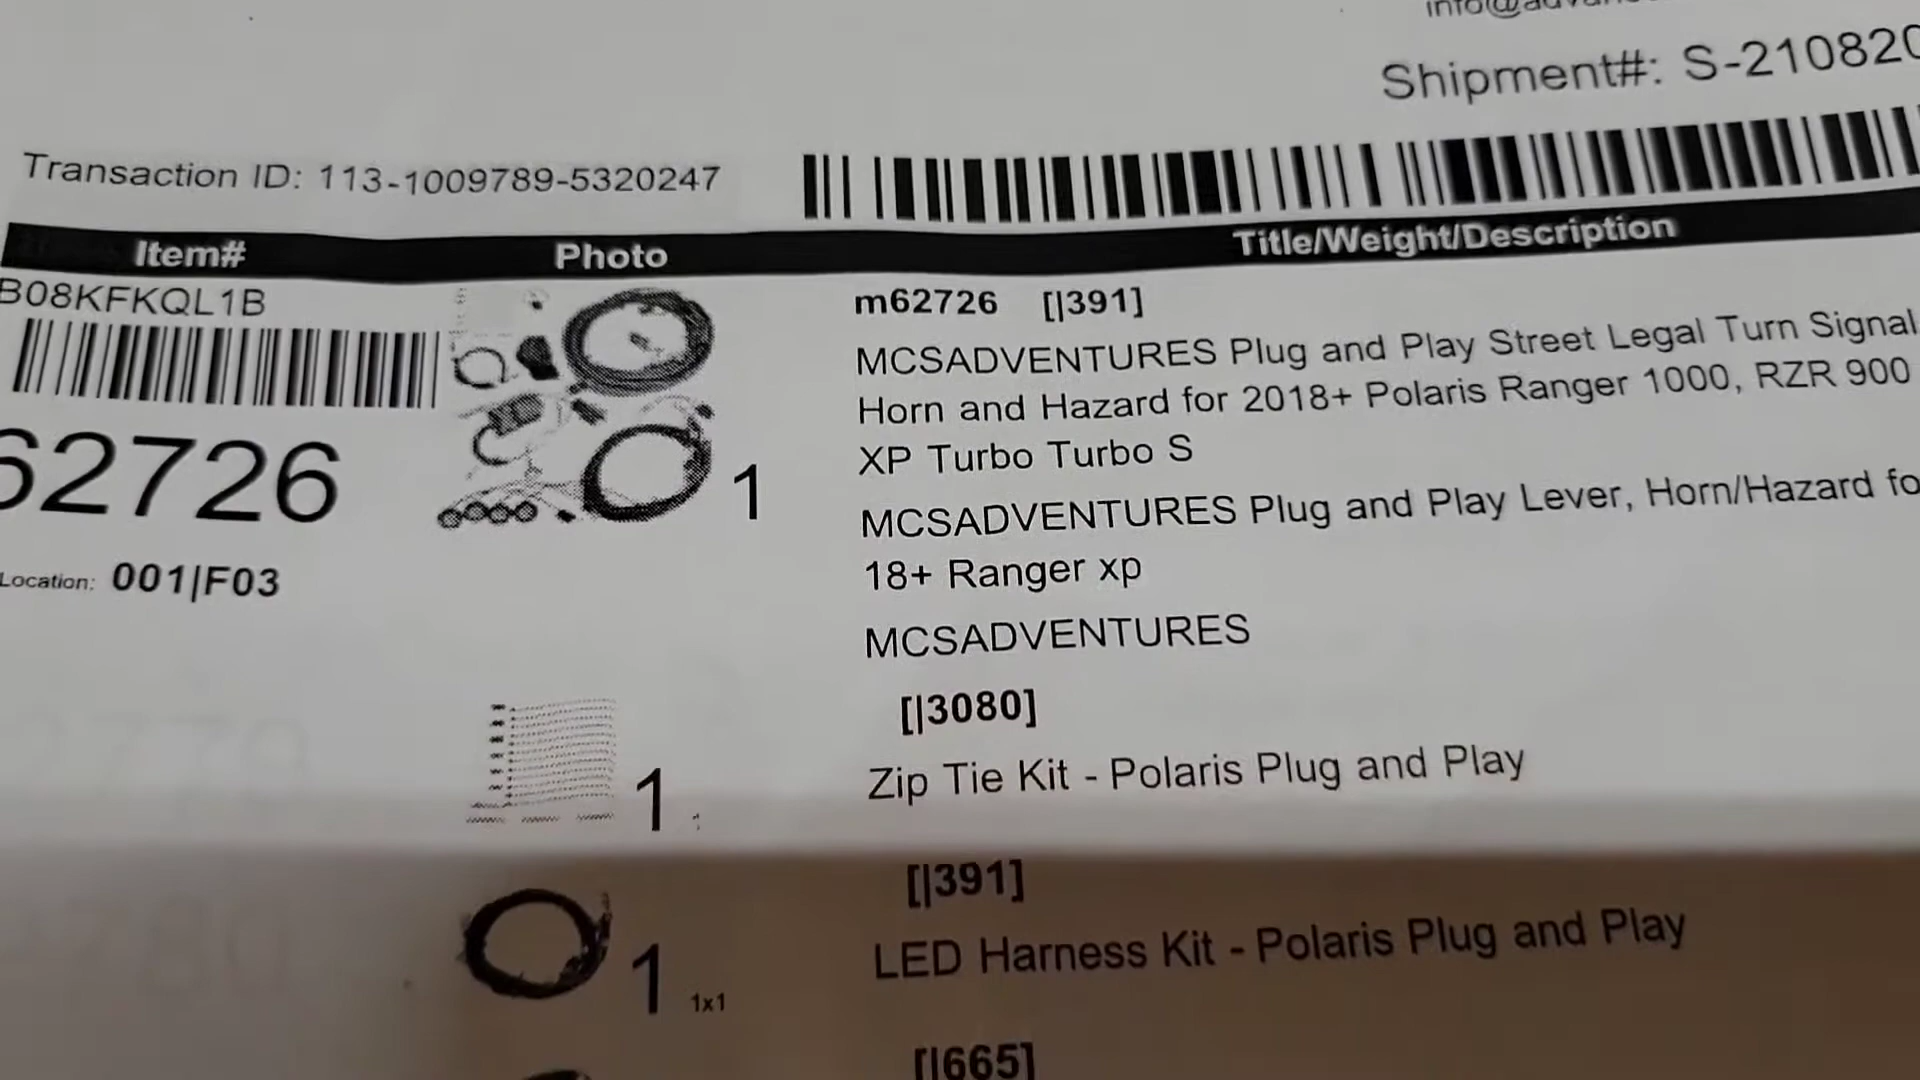 Shipment#: S-210820
Transaction ID: 113-1009789-5320247
Item# Photo Title/Weight/Description
B08KFKQL1B
m62726 [|391]
MCSADVENTURES Plug and Play Street Legal Turn Signal
Horn and Hazard for 2018+ Polaris Ranger 1000, RZR 900
XP Turbo Turbo S
62726
1
MCSADVENTURES Plug and Play Lever, Horn/Hazard fo
18+ Ranger xp
Location: 001|F03
MCSADVENTURES
[|3080]
1
Zip Tie Kit - Polaris Plug and Play
[|391]
1 1x1
LED Harness Kit - Polaris Plug and Play
[|665]